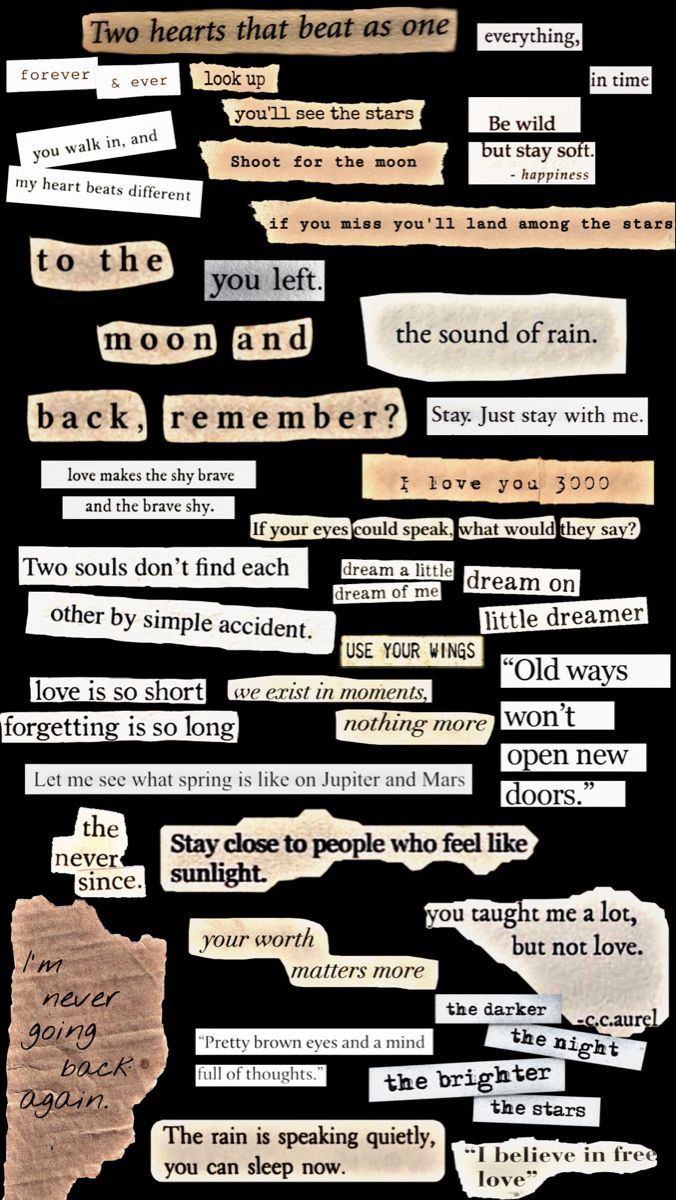 Two hearts that beat as one
everything,
forever
& ever
look up
in time
you'll see the stars
Be wild
but stay soft.
- happiness
you walk in, and
my heart beats different
Shoot for the moon
if you miss you'll land among the stars
to the
you left.
moon and
the sound of rain.
back, remember?
Stay. Just stay with me.
love makes the shy brave
and the brave shy.
I love you 3000
If your eyes could speak, what would they say?
Two souls don't find each
other by simple accident.
dream a little
dream of me
dream on
little dreamer
USE YOUR WINGS
love is so short
forgetting is so long
we exist in moments,
nothing more
“Old ways
won't
open new
doors.”
Let me see what spring is like on Jupiter and Mars
the
never
since.
Stay close to people who feel like
sunlight.
I'm
never
going
back
again.
your worth
matters more
you taught me a lot,
but not love.
-c.c.aurel
the darker
the night
the brighter
the stars
“Pretty brown eyes and a mind
full of thoughts.”
The rain is speaking quietly,
you can sleep now.
“I believe in free
love”